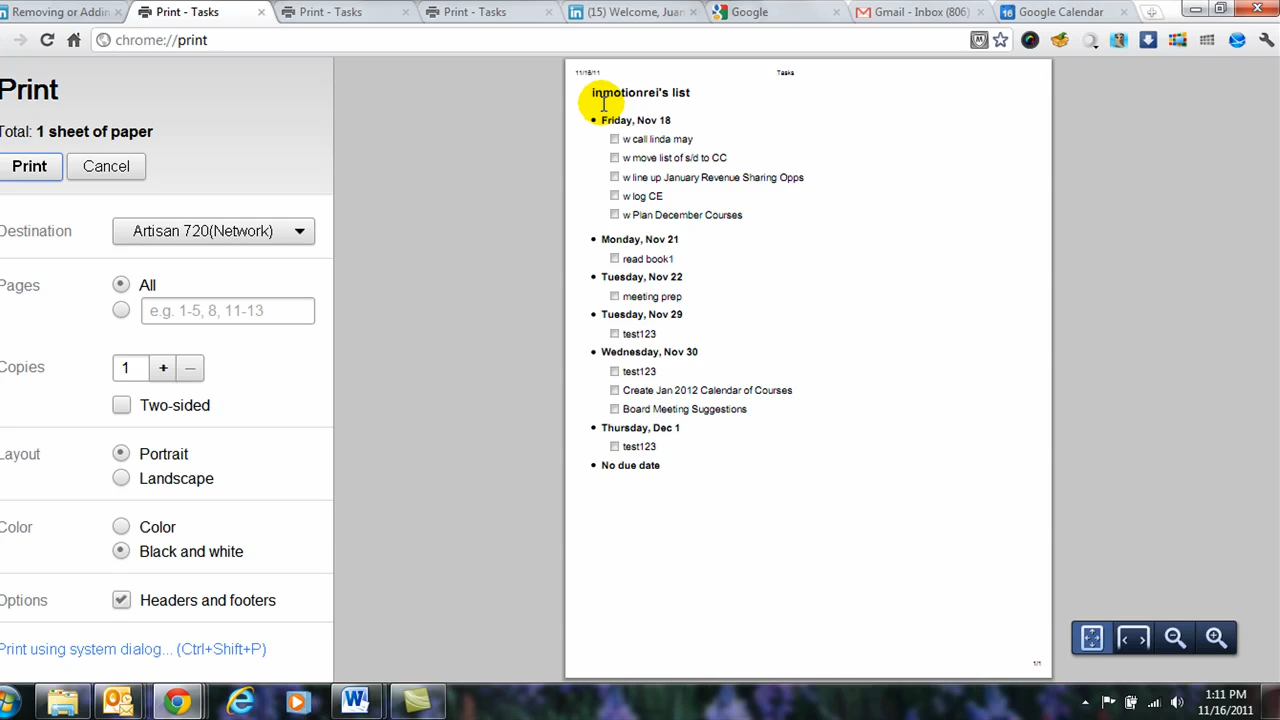 Removing or Addin
Print - Tasks
Print - Tasks
Print - Tasks
(15) Welcome, Juan
Google
Gmail - Inbox (806)
16 Google Calendar
chrome://print
Print
Total: 1 sheet of paper
Print
Cancel
Destination
Artisan 720(Network)
Pages
All
e.g. 1-5, 8, 11-13
Copies
1
+
Two-sided
Layout
Portrait
Landscape
Color
Color
Black and white
Options
Headers and footers
Print using system dialog... (Ctrl+Shift+P)
11/16/11
Tasks
inmotionrei's list
Friday, Nov 18
w call linda may
w move list of s/d to CC
w line up January Revenue Sharing Opps
w log CE
w Plan December Courses
Monday, Nov 21
read book1
Tuesday, Nov 22
meeting prep
Tuesday, Nov 29
test123
Wednesday, Nov 30
test123
Create Jan 2012 Calendar of Courses
Board Meeting Suggestions
Thursday, Dec 1
test123
No due date
1/1
1:11 PM
11/16/2011